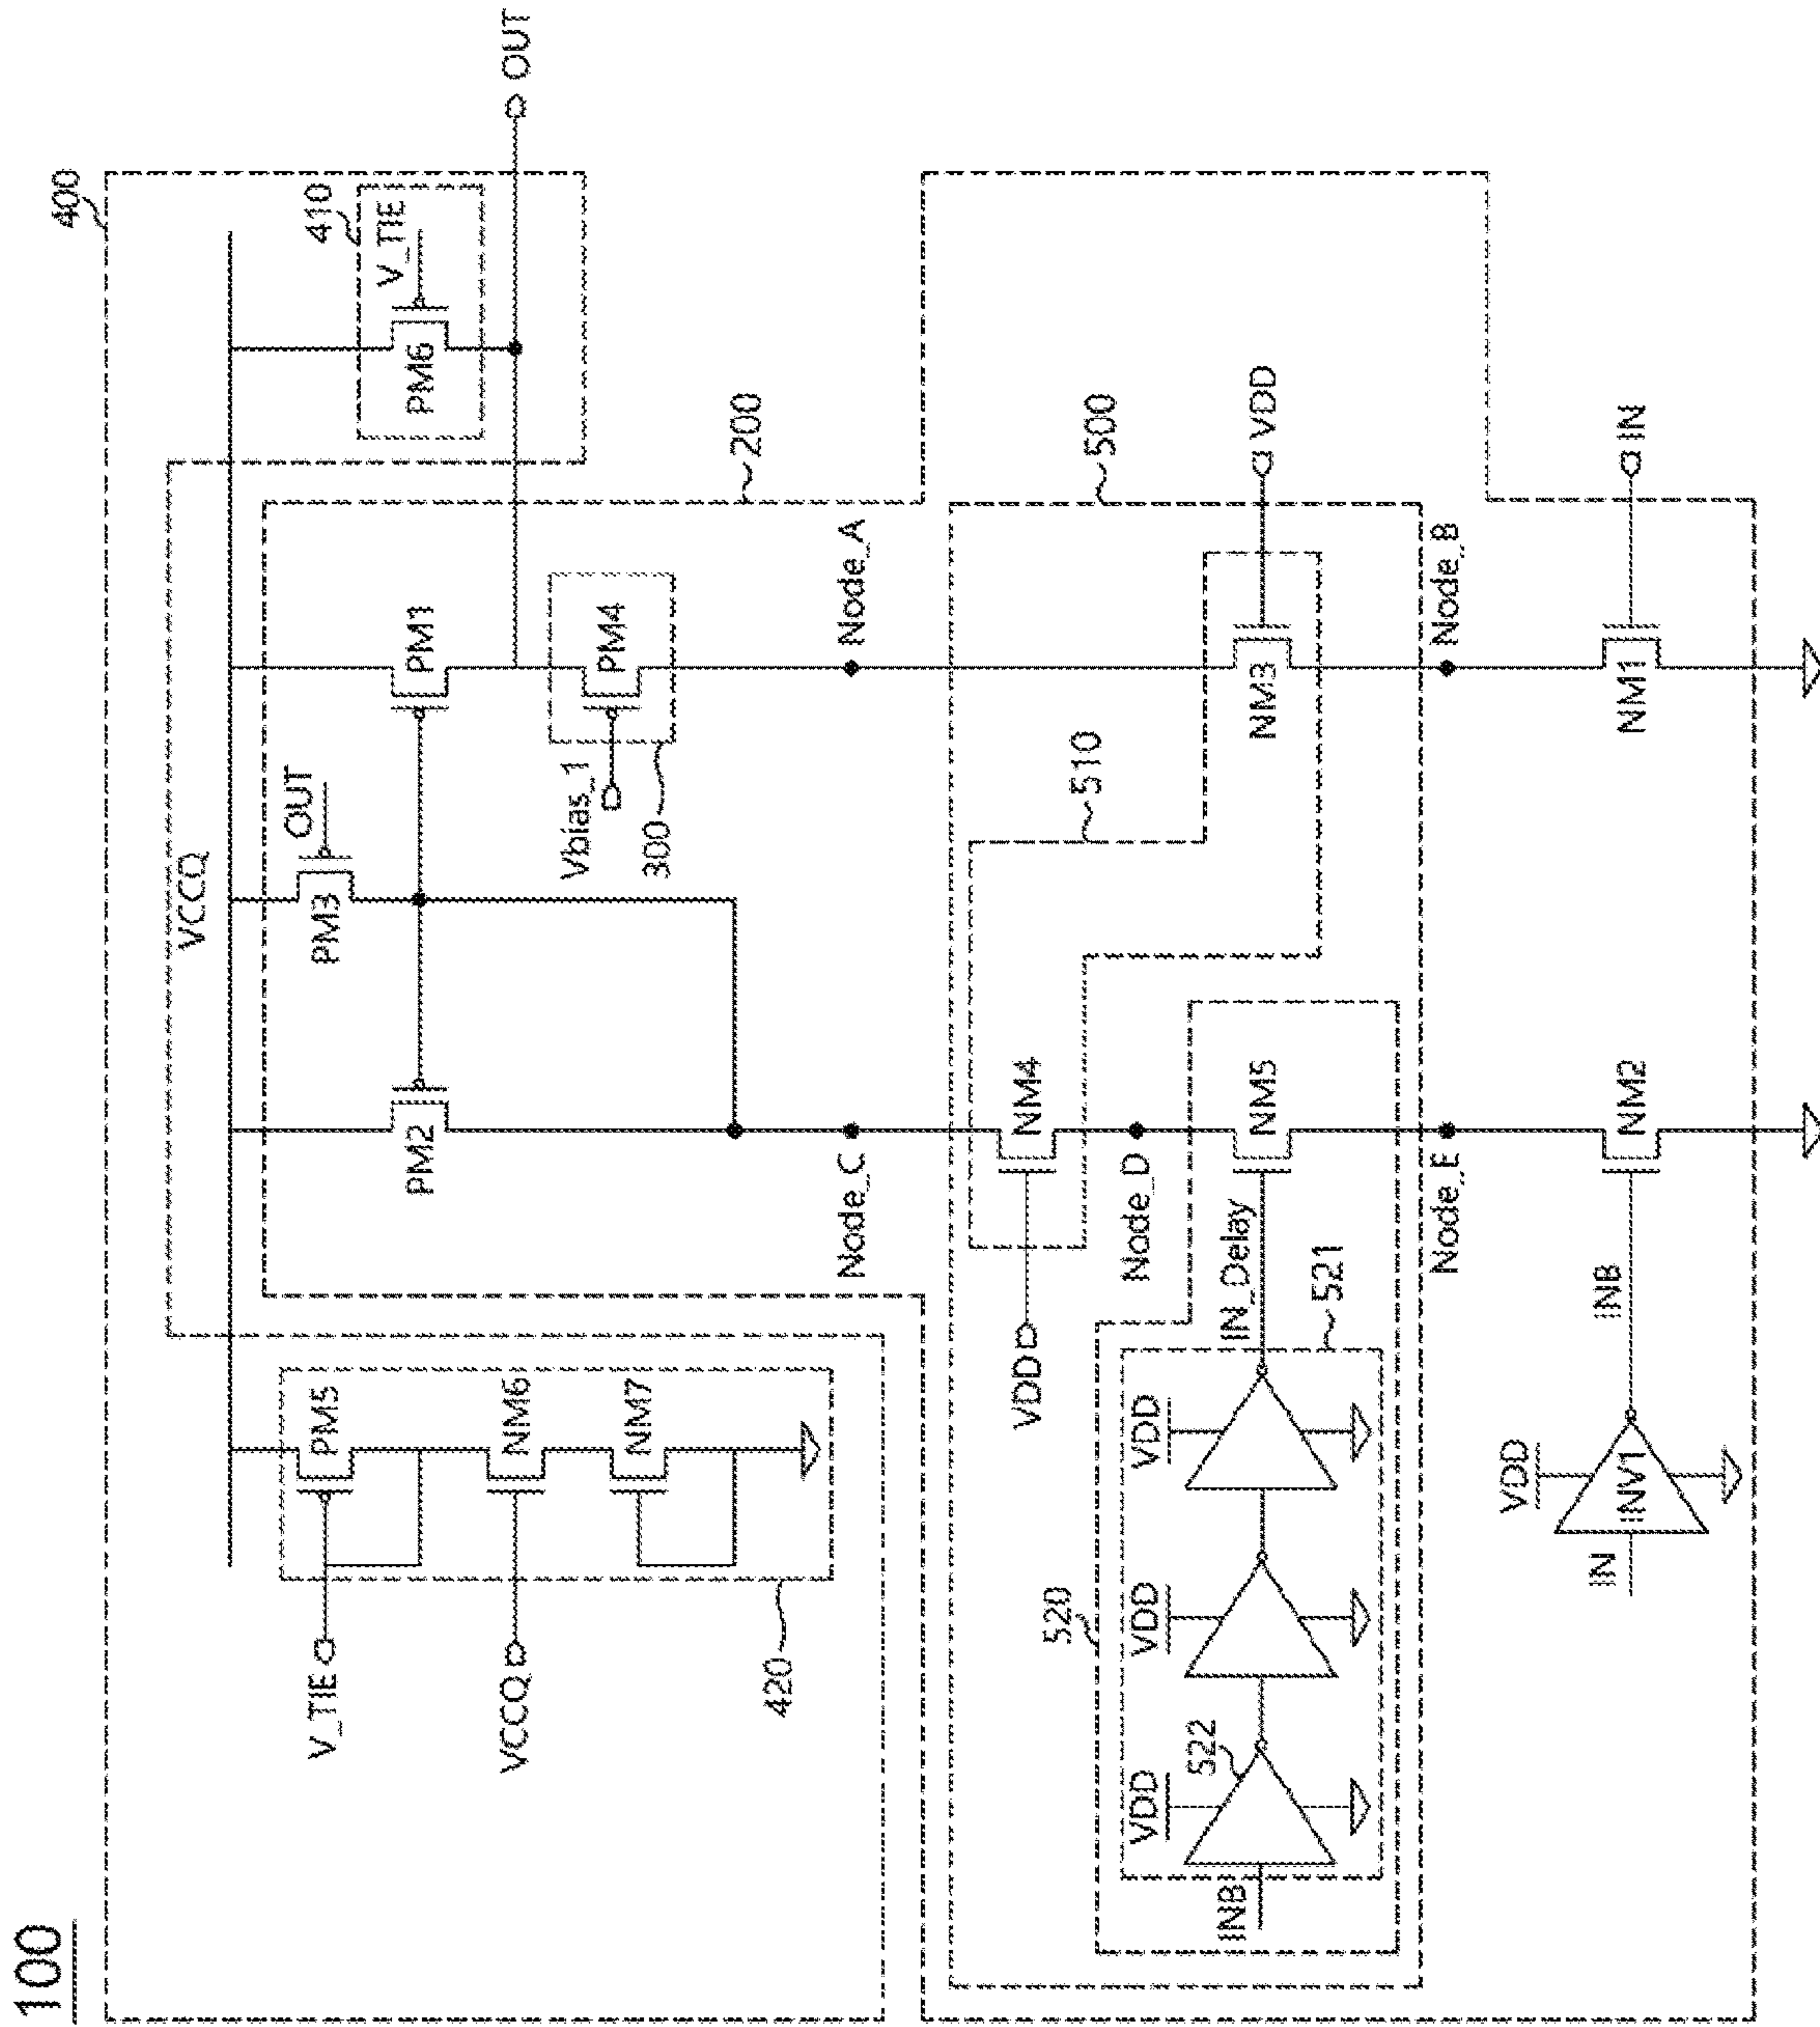 100
400
VCCQ
OUT
410
V_TIE
PM6
OUT
PM3
PM2
PM1
PM5
NM6
NM7
V_TIE
VCCQ
420
Vbias_1
PM4
300
200
Node_C
Node_A
500
510
VDD
NM4
Node_D
NM3
VDD
520
IN_Delay
NM5
521
VDD
VDD
VDD
522
INB
Node_E
Node_B
VDD
IN
INV1
INB
NM2
NM1
IN